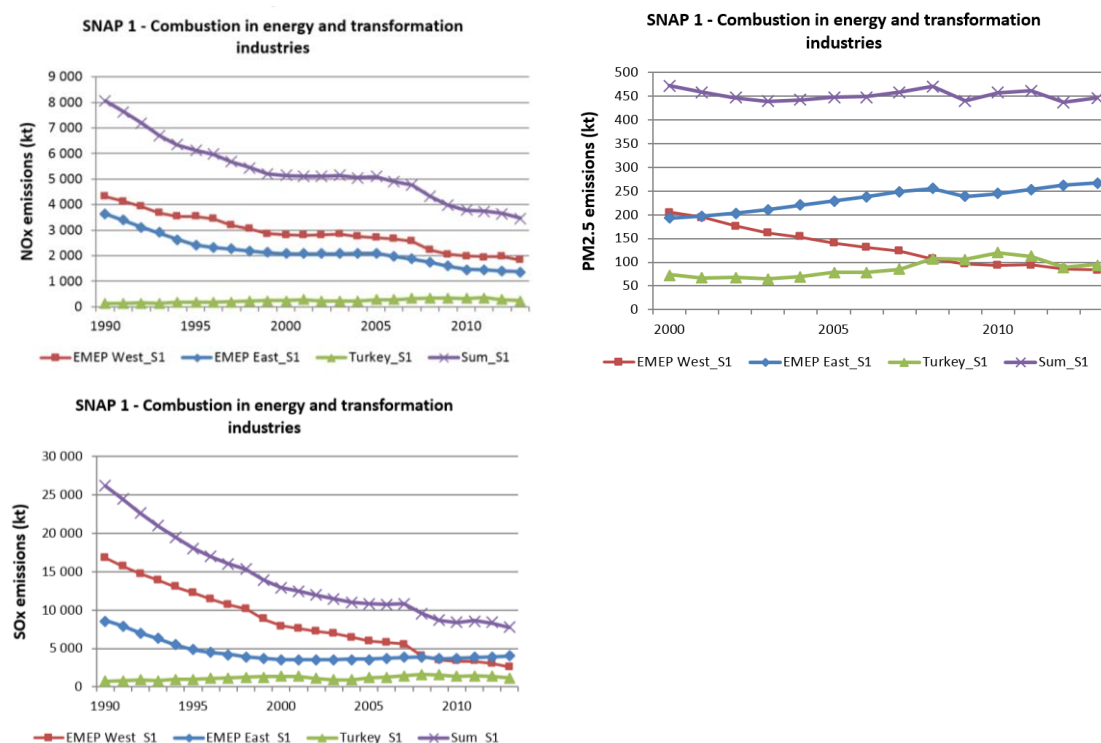 SNAP 1 - Combustion in energy and transformation
industries
NOx emissions (kt)
9 000
8 000
7 000
6 000
5 000
4 000
3 000
2 000
1 000
0
1990 1995 2000 2005 2010
EMEP West_S1 EMEP East_S1 Turkey_S1 Sum_S1
SNAP 1 - Combustion in energy and transformation
industries
PM2.5 emissions (kt)
500
450
400
350
300
250
200
150
100
50
0
2000 2005 2010
EMEP West_S1 EMEP East_S1 Turkey_S1 Sum_S1
SNAP 1 - Combustion in energy and transformation
industries
SOx emissions (kt)
30 000
25 000
20 000
15 000
10 000
5 000
0
1990 1995 2000 2005 2010
EMEP West_S1 EMEP East_S1 Turkey_S1 Sum_S1